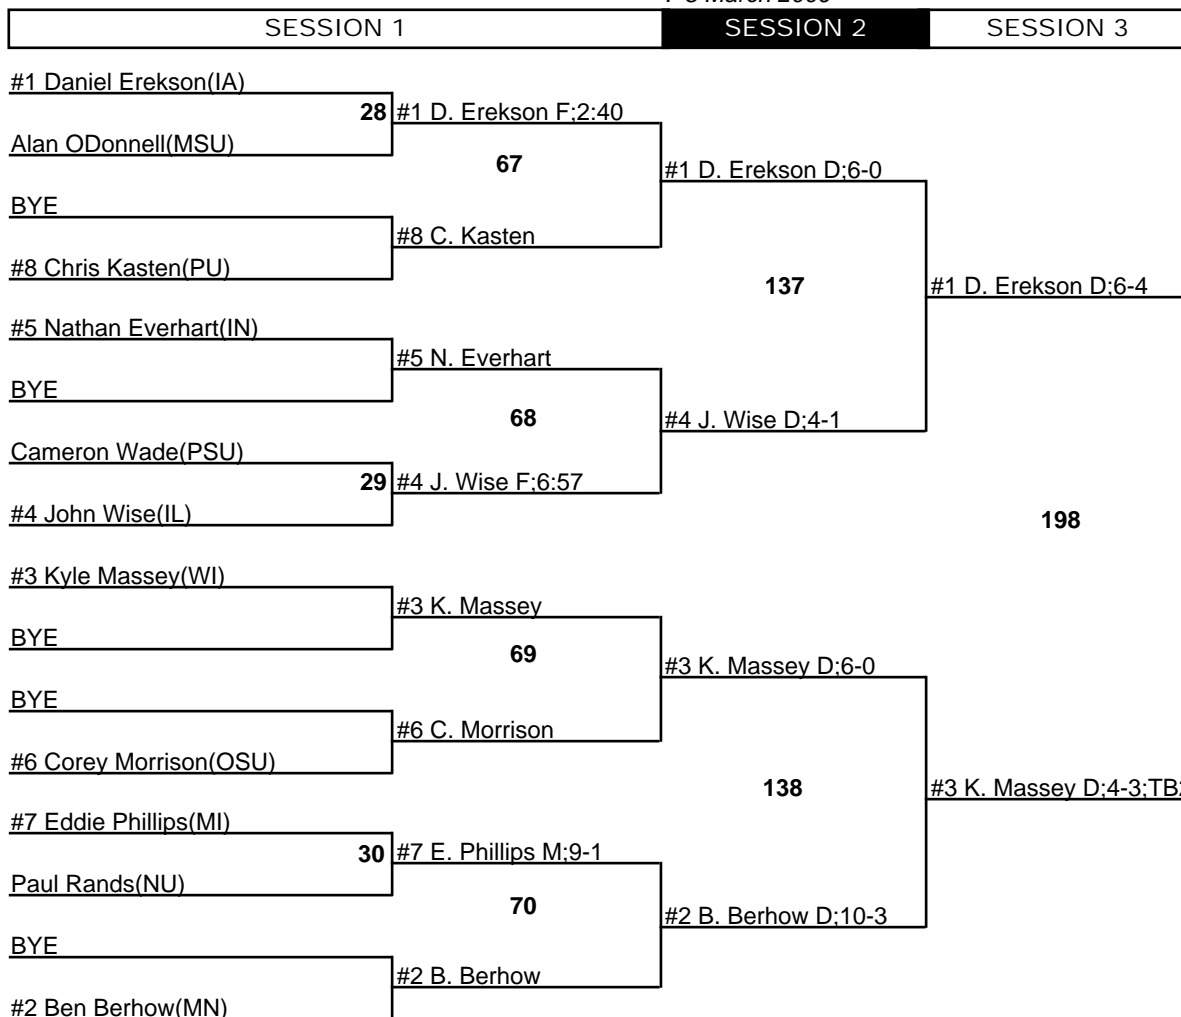 SESSION 1
SESSION 2
SESSION 3
#1 Daniel Erekson(IA)
28
#1 D. Erekson F;2:40
Alan ODonnell(MSU)
67
#1 D. Erekson D;6-0
BYE
#8 C. Kasten
#8 Chris Kasten(PU)
137
#1 D. Erekson D;6-4
#5 Nathan Everhart(IN)
#5 N. Everhart
BYE
68
#4 J. Wise D;4-1
Cameron Wade(PSU)
29
#4 J. Wise F;6:57
#4 John Wise(IL)
198
#3 Kyle Massey(WI)
#3 K. Massey
BYE
69
#3 K. Massey D;6-0
BYE
#6 C. Morrison
#6 Corey Morrison(OSU)
138
#3 K. Massey D;4-3;TB
#7 Eddie Phillips(MI)
30
#7 E. Phillips M;9-1
Paul Rands(NU)
70
#2 B. Berhow D;10-3
BYE
#2 B. Berhow
#2 Ben Berhow(MN)